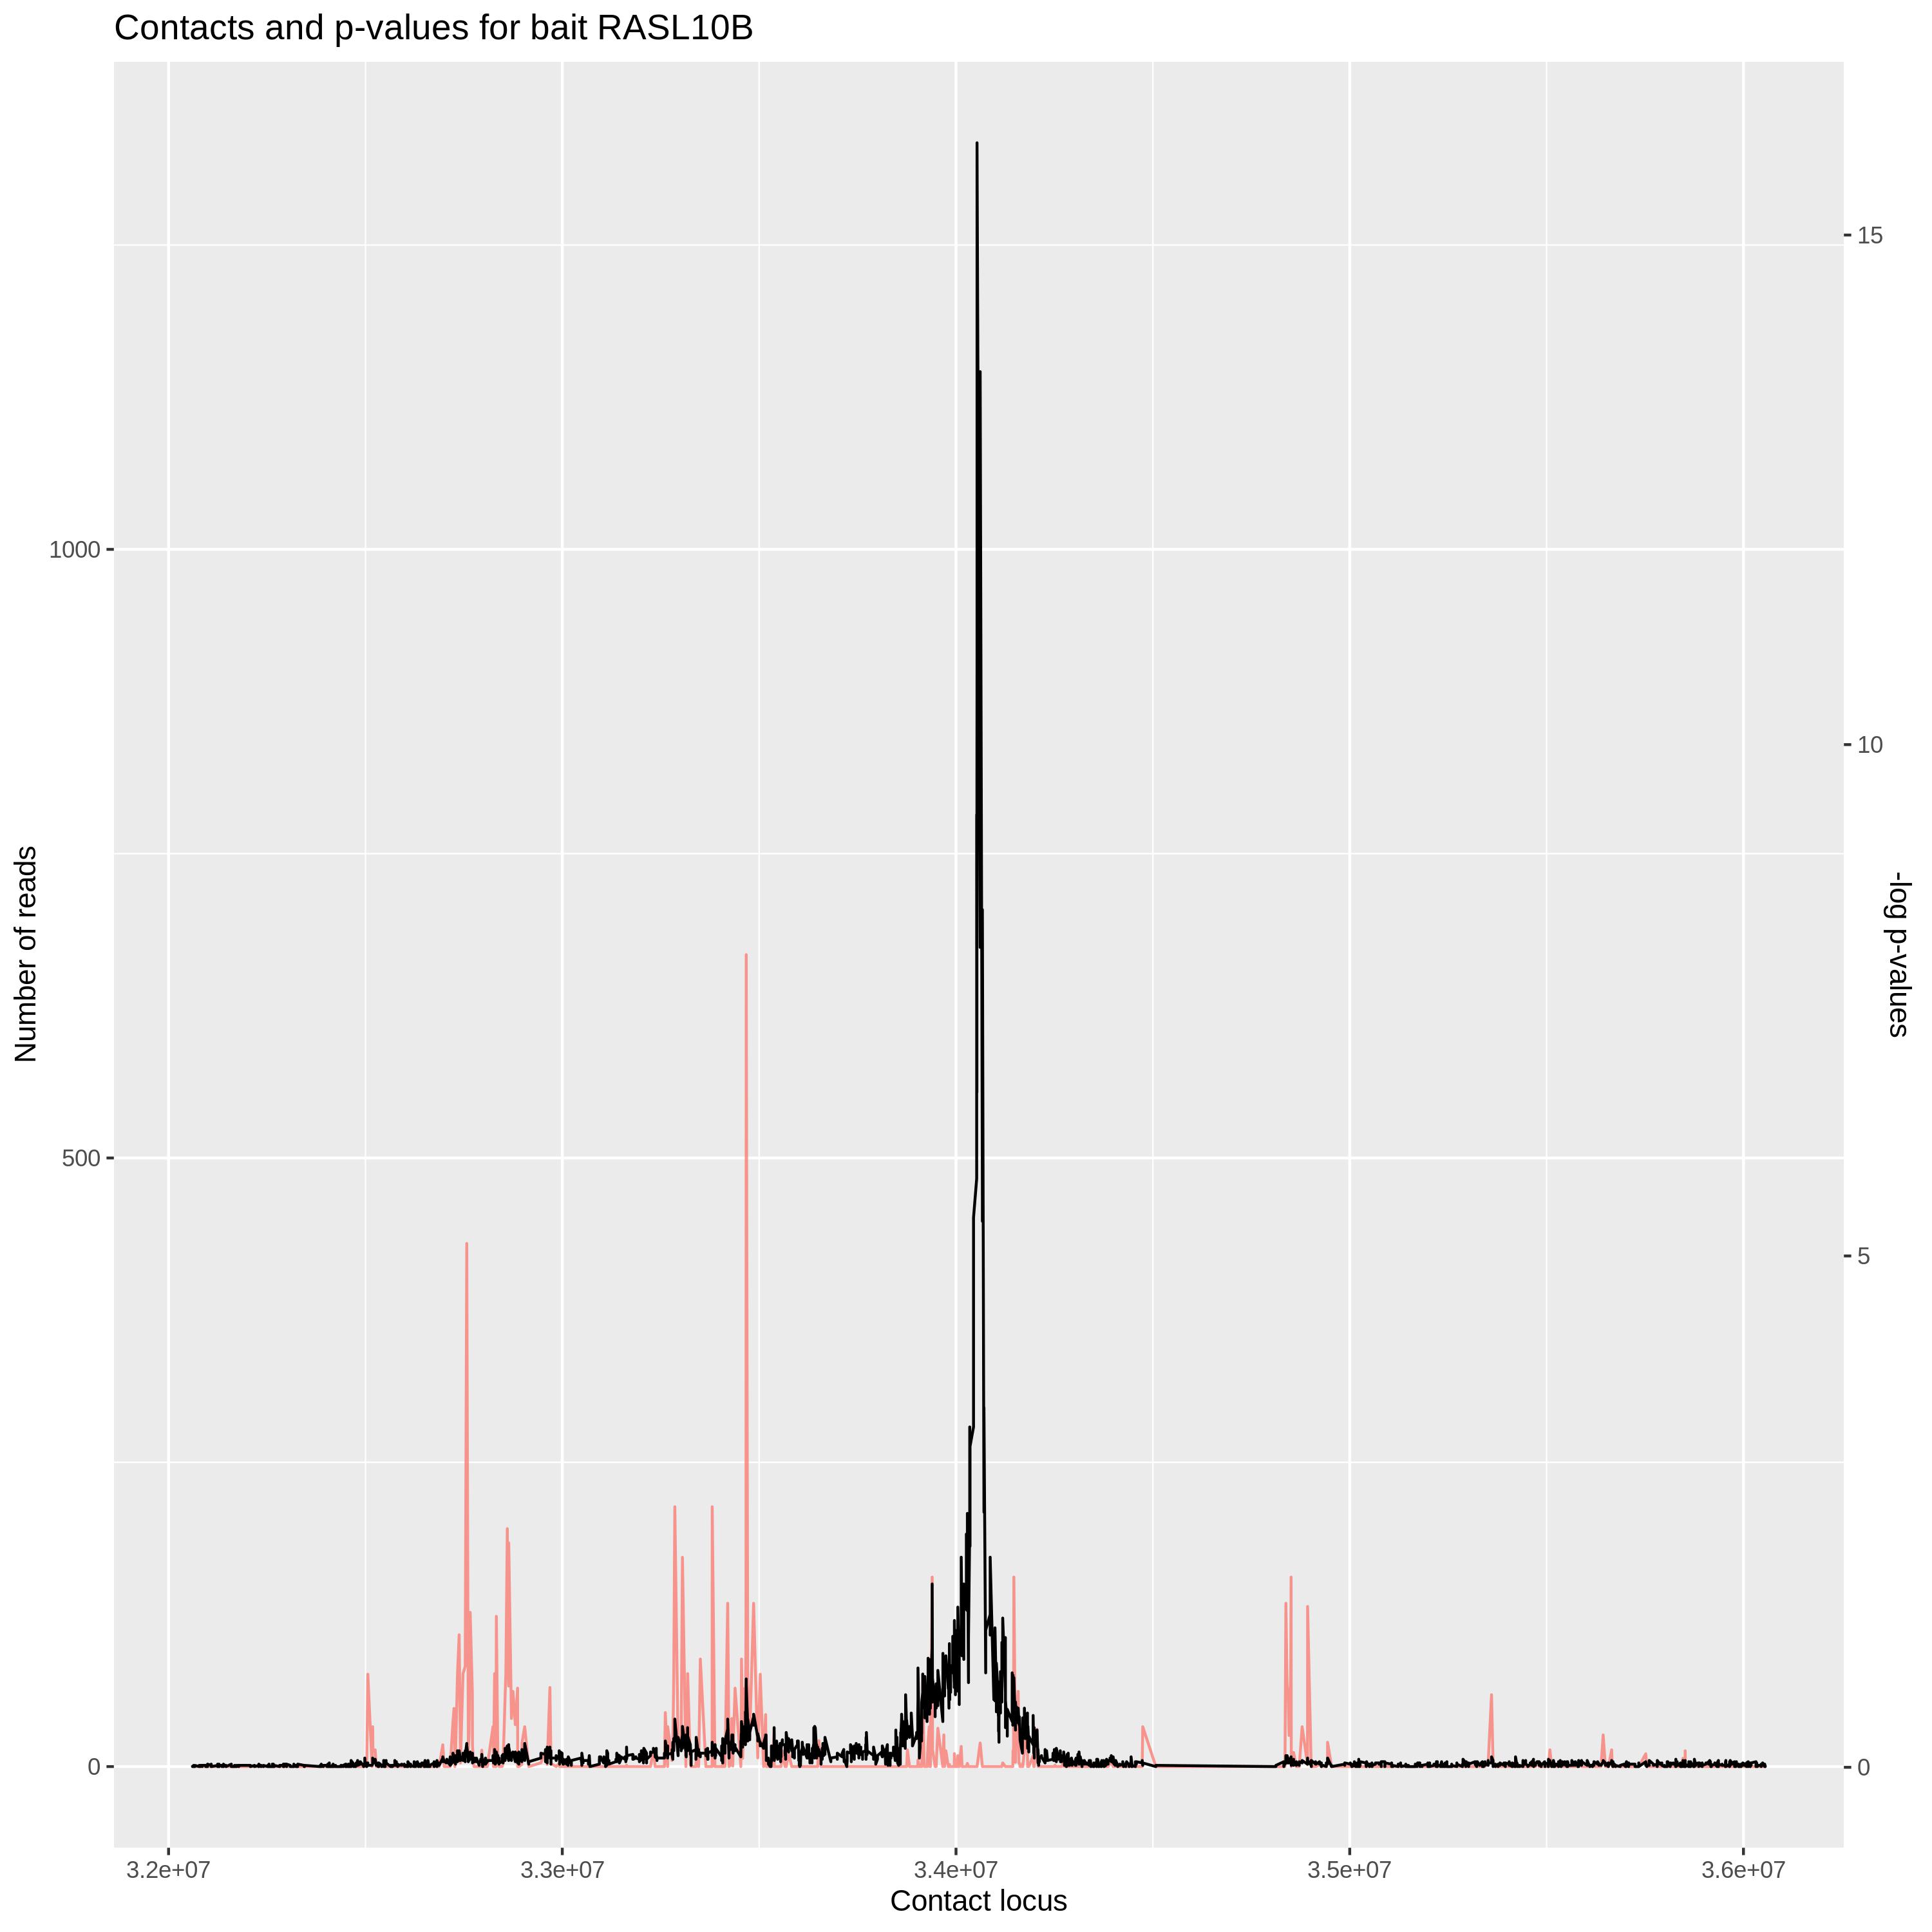 Contacts and p-values for bait RASL10B
1000
500
0
15
10
5
0
Number of reads
-log p-values
3.2e+07 3.3e+07 3.4e+07 3.5e+07 3.6e+07
Contact locus